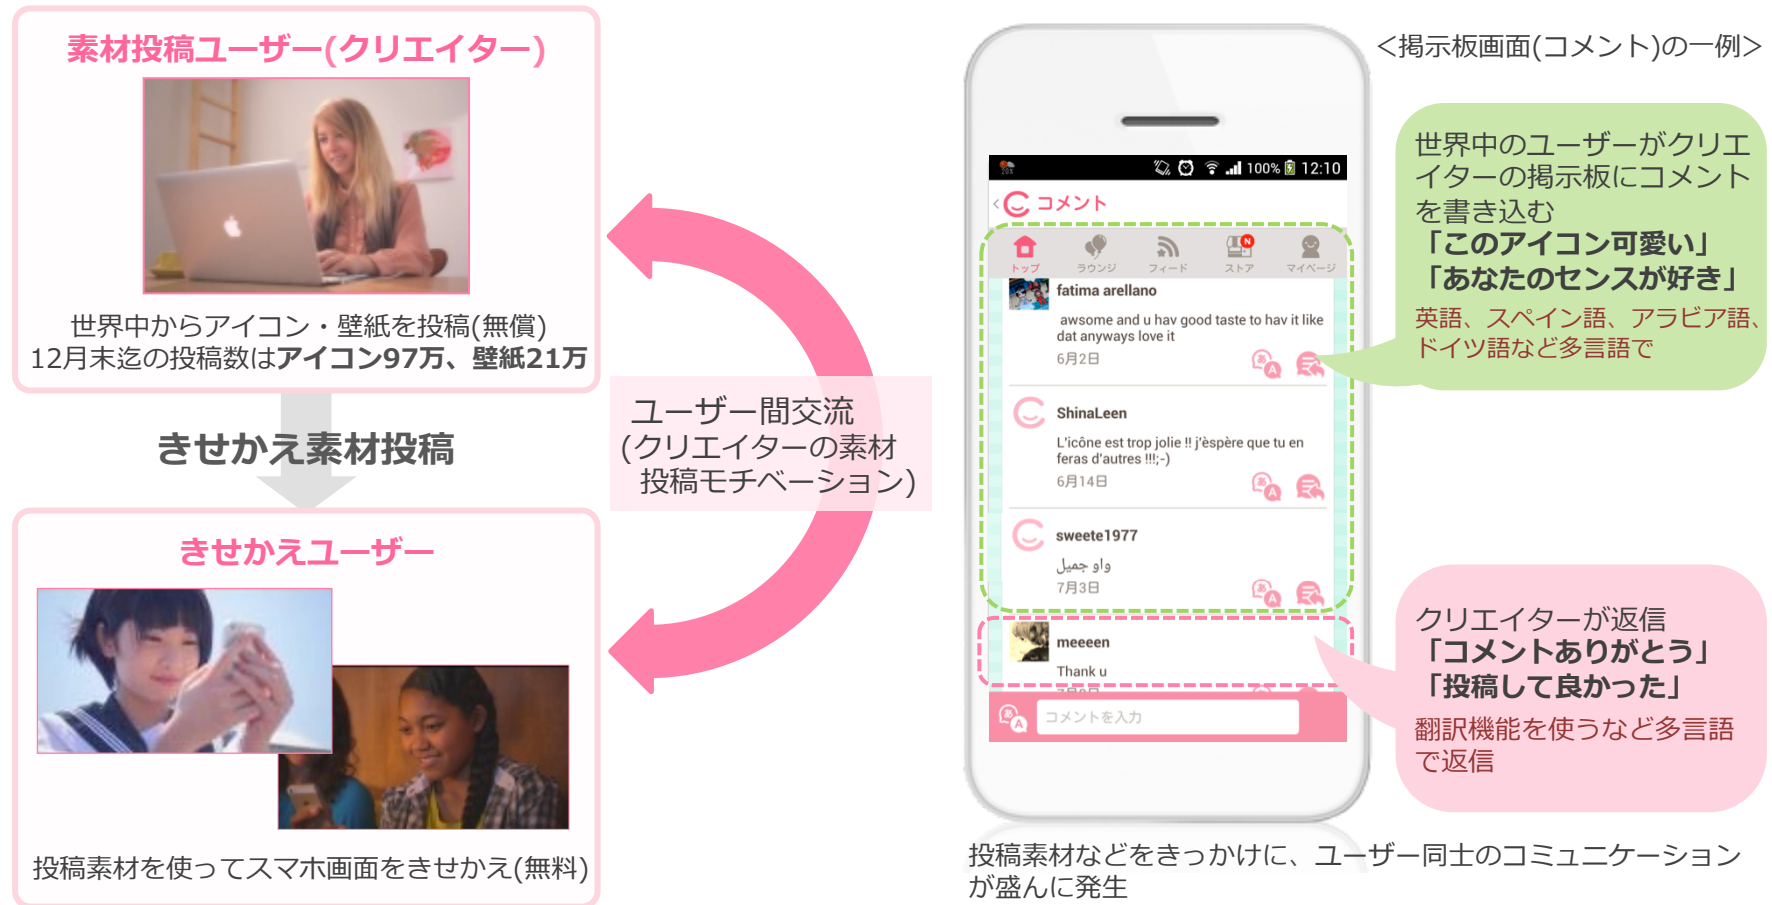 素材投稿ユーザー(クリエイター)
世界中からアイコン・壁紙を投稿(無償)
12月末迄の投稿数はアイコン97万、壁紙21万
きせかえ素材投稿
きせかえユーザー
投稿素材を使ってスマホ画面をきせかえ(無料)
ユーザー間交流
(クリエイターの素材
投稿モチベーション)
<掲示板画面(コメント)の一例>
100% 12:10
コメント
トップ ラウンジ フィード ストア マイページ
N
fatima arellano
awsome and u hav good taste to hav it like
dat anyways love it
6月2日
ShinaLeen
L'icône est trop jolie !! j'èspère que tu en
feras d'autres !!!;-)
6月14日
sweete1977
واو جميل
7月3日
meeeen
Thank u
コメントを入力
世界中のユーザーがクリエ
イターの掲示板にコメント
を書き込む
「このアイコン可愛い」
「あなたのセンスが好き」
英語、スペイン語、アラビア語、
ドイツ語など多言語で
クリエイターが返信
「コメントありがとう」
「投稿して良かった」
翻訳機能を使うなど多言語
で返信
投稿素材などをきっかけに、ユーザー同士のコミュニケーション
が盛んに発生